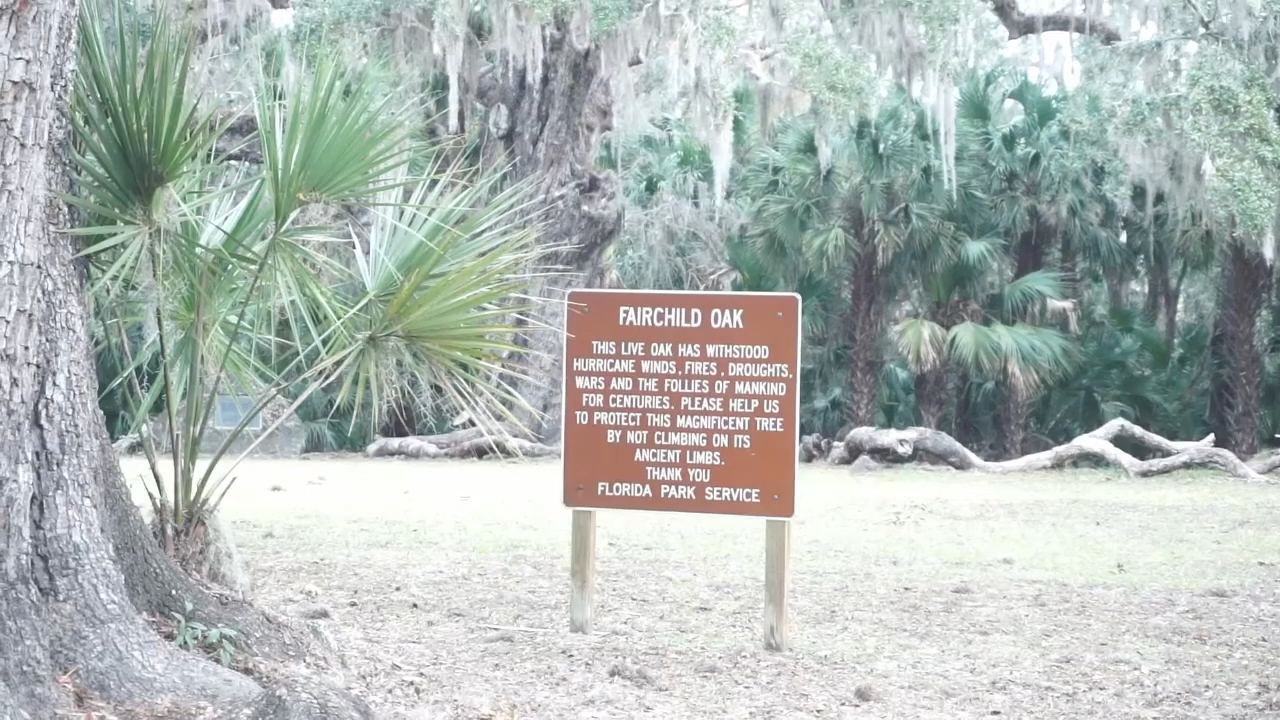 FAIRCHILD OAK
THIS LIVE OAK HAS WITHSTOOD
HURRICANE WINDS, FIRES, DROUGHTS,
WARS AND THE FOLLIES OF MANKIND
FOR CENTURIES. PLEASE HELP US
TO PROTECT THIS MAGNIFICENT TREE
BY NOT CLIMBING ON ITS
ANCIENT LIMBS.
THANK YOU
FLORIDA PARK SERVICE